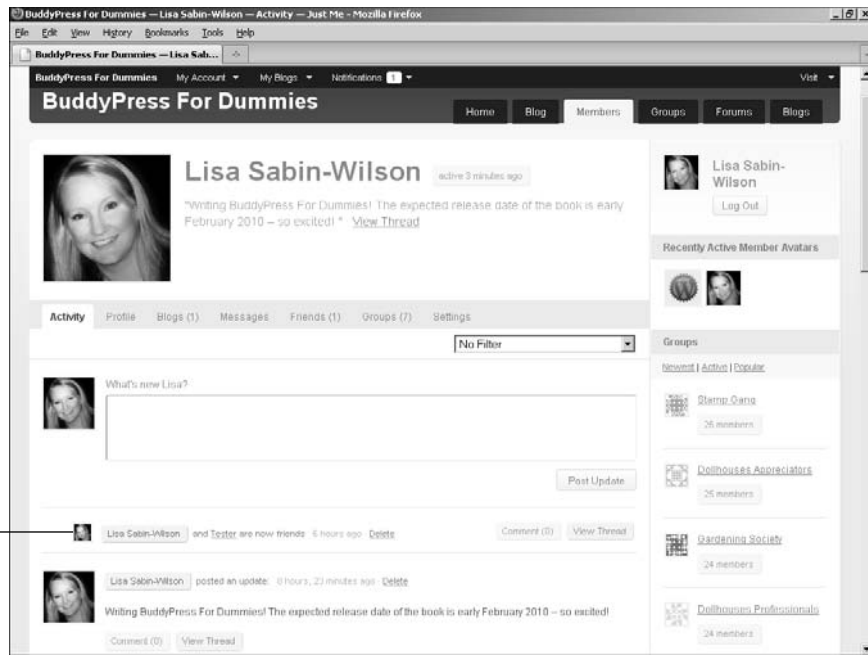 BuddyPress For Dummies — Lisa Sabin-Wilson — Activity — Just Me - Mozilla Firefox
File Edit View History Bookmarks Tools Help
BuddyPress For Dummies — Lisa Sab...
BuddyPress For Dummies My Account My Blogs Notifications 1 Visit
BuddyPress For Dummies
Home Blog Members Groups Forums Blogs
Lisa Sabin-Wilson active 3 minutes ago
"Writing BuddyPress For Dummies! The expected release date of the book is early
February 2010 – so excited! " · View Thread
Lisa Sabin-
Wilson
Log Out
Recently Active Member Avatars
Activity Profile Blogs (1) Messages Friends (1) Groups (7) Settings
No Filter
Groups
Newest | Active | Popular
What's new Lisa?
Post Update
Stamp Gang
26 members
Dollhouses Appreciators
25 members
Gardening Society
24 members
Dollhouses Professionals
24 members
Lisa Sabin-Wilson and Tester are now friends 6 hours ago · Delete Comment (0) View Thread
Lisa Sabin-Wilson posted an update: hours, 23 minutes ago · Delete
Writing BuddyPress For Dummies! The expected release date of the book is early February 2010 – so excited!
Comment (0) View Thread